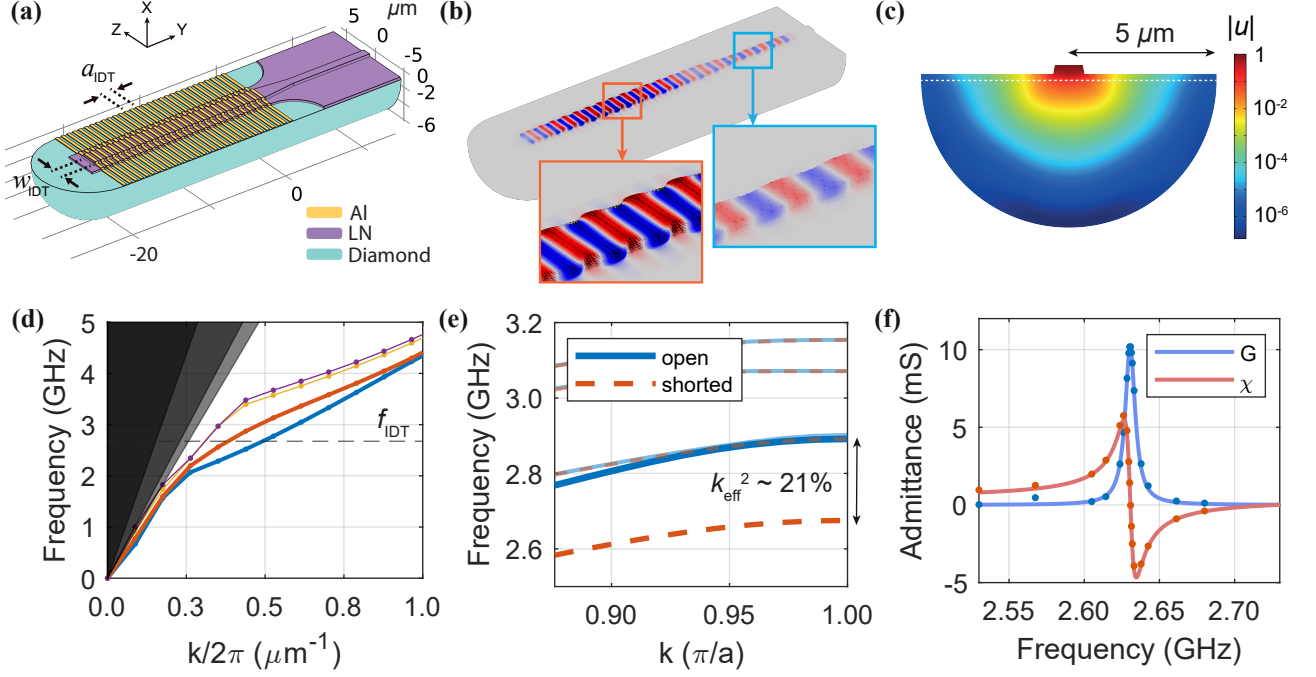 (a)
X
Z
Y
μm
5
0
-5
0
-2
-6
a_IDT
w_IDT
0
-20
Al
LN
Diamond
(b)
(c)
5 μm
|u|
1
10^-2
10^-4
10^-6
(d)
Frequency (GHz)
5
4
3
2
1
0
f_IDT
0.0
0.3
0.5
0.8
1.0
k/2π (μm^-1)
(e)
Frequency (GHz)
3.2
3.0
2.8
2.6
open
shorted
k_eff^2 ~ 21%
0.90
0.95
1.00
k (π/a)
(f)
Admittance (mS)
10
5
0
-5
G
χ
2.55
2.60
2.65
2.70
Frequency (GHz)